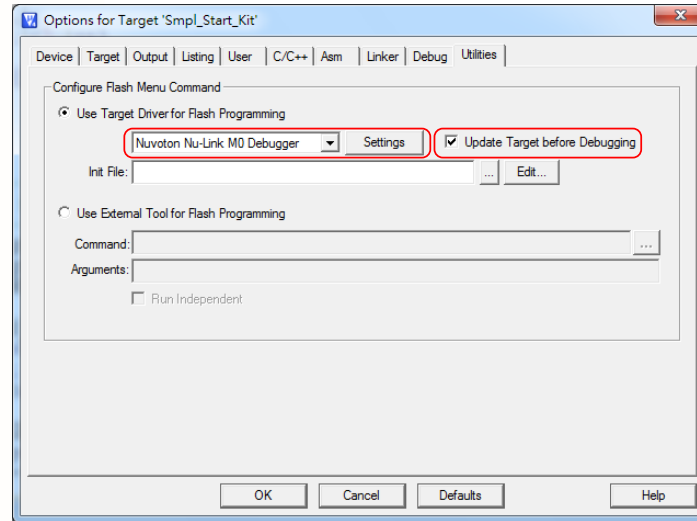 Options for Target 'Smpl_Start_Kit'
Device Target Output Listing User C/C++ Asm Linker Debug Utilities
Configure Flash Menu Command
Use Target Driver for Flash Programming
Nuvoton Nu-Link M0 Debugger Settings Update Target before Debugging
Init File: ... Edit...
Use External Tool for Flash Programming
Command: ...
Arguments:
Run Independent
OK Cancel Defaults Help